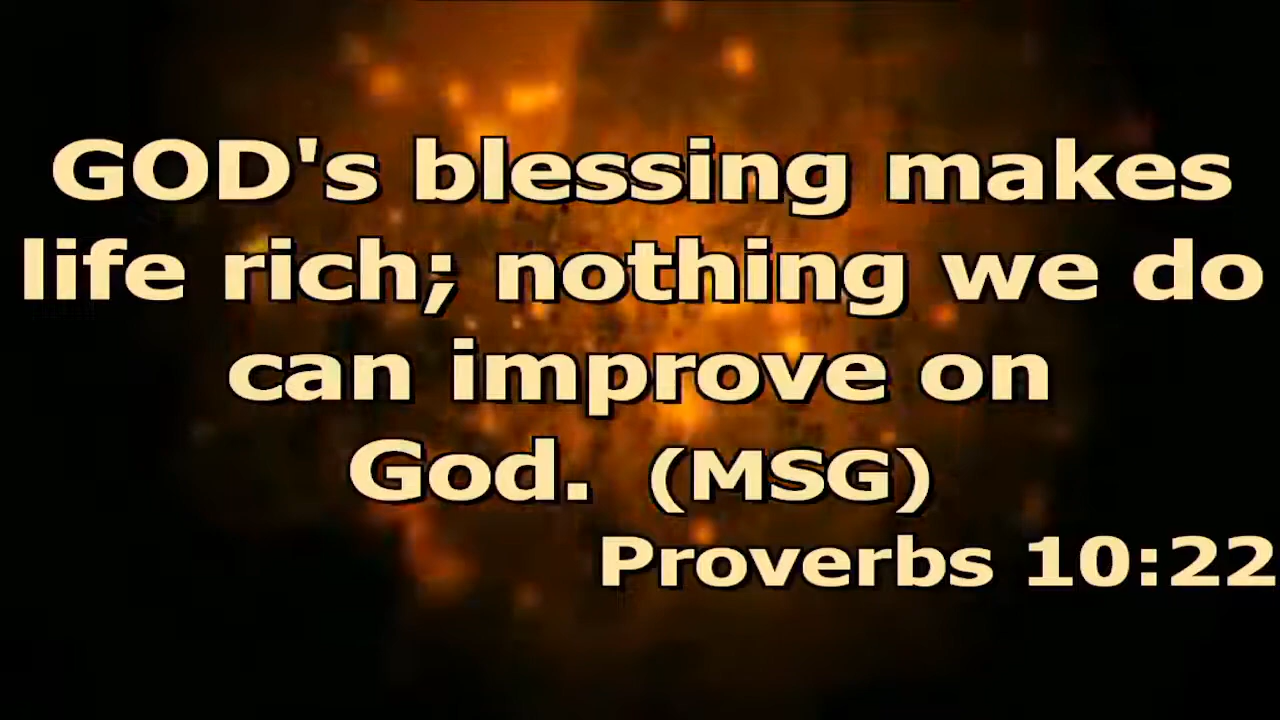 GOD's blessing makes
life rich; nothing we do
can improve on
God. (MSG)
Proverbs 10:22